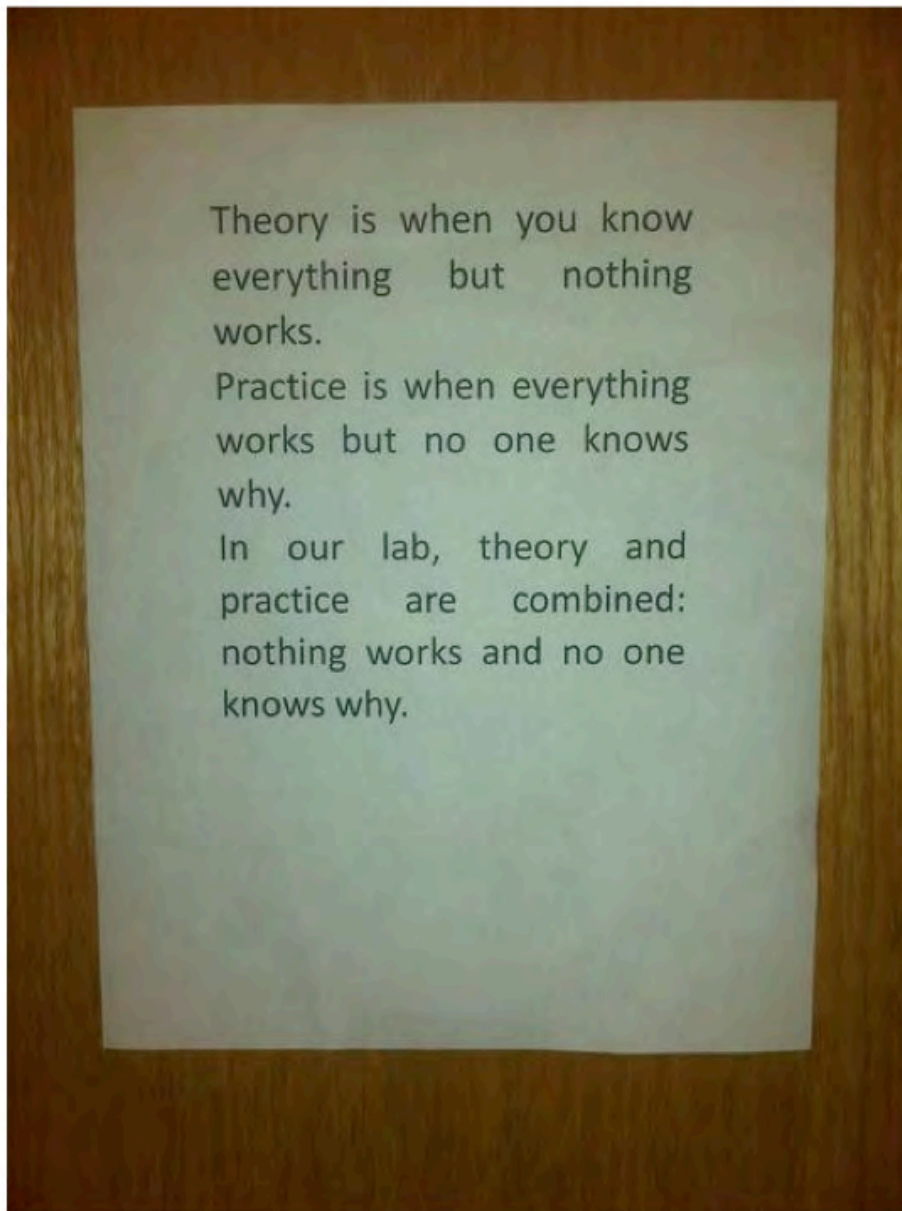 Theory is when you know
everything but nothing
works.
Practice is when everything
works but no one knows
why.
In our lab, theory and
practice are combined:
nothing works and no one
knows why.